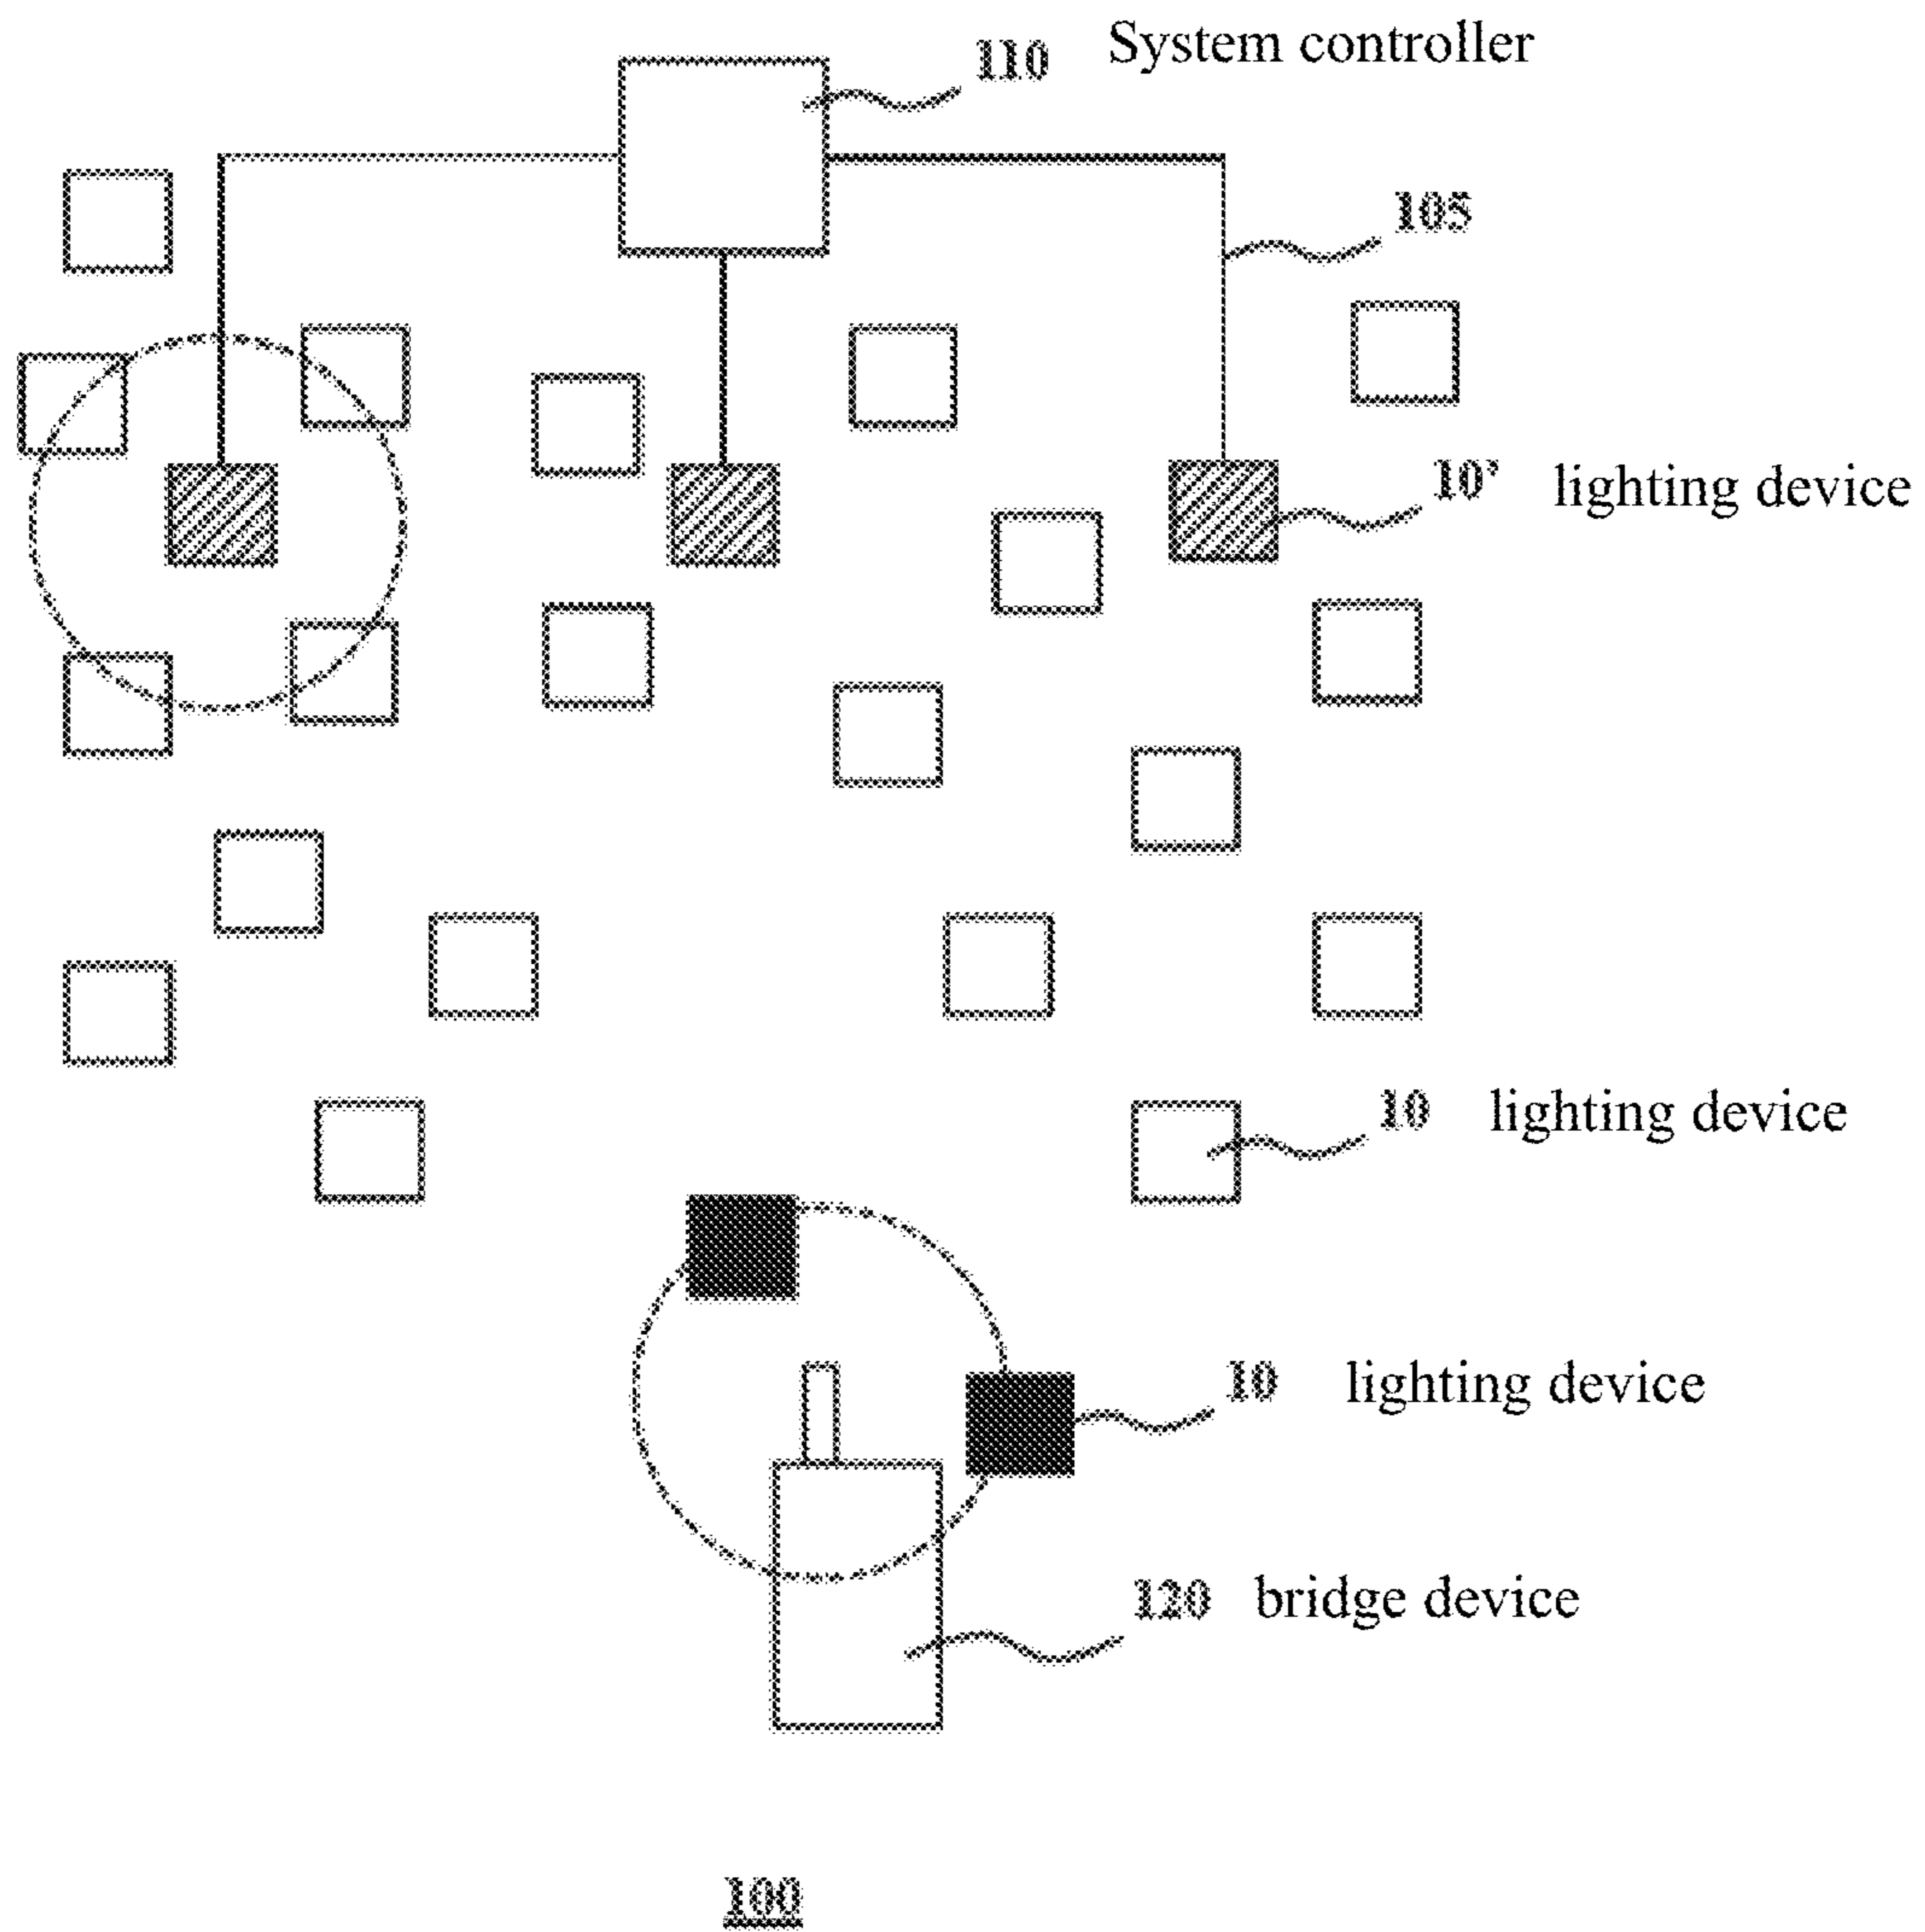 110 System controller
105
10' lighting device
10 lighting device
10 lighting device
120 bridge device
100